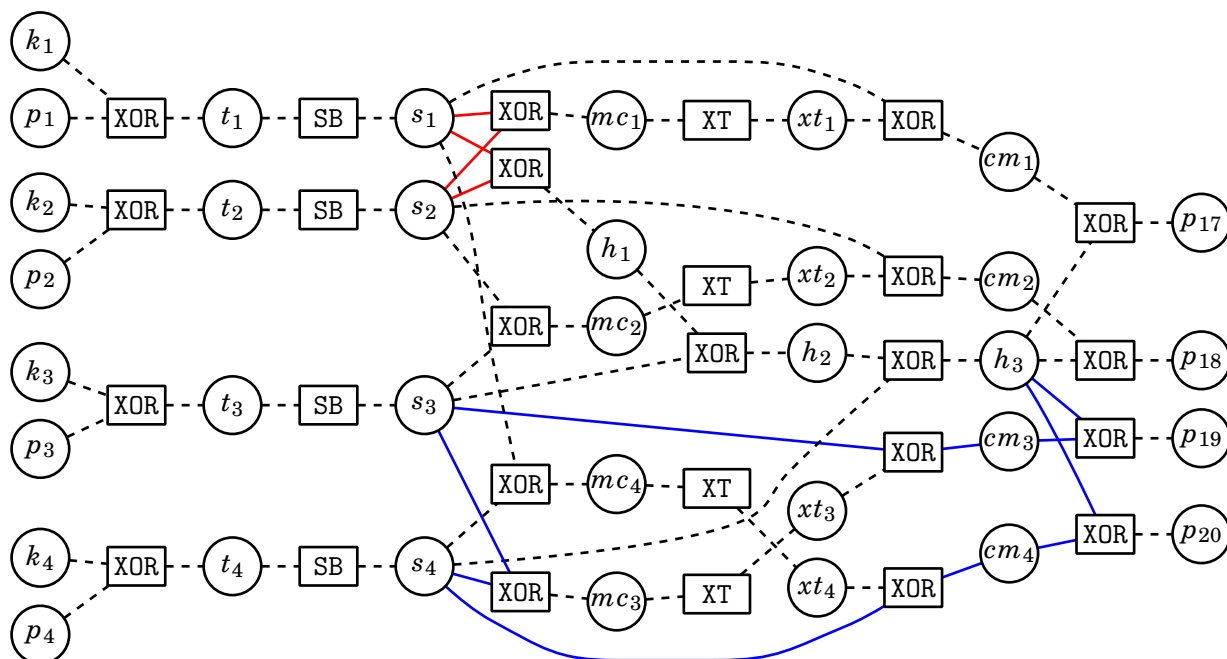 k₁
p₁ XOR t₁ SB s₁ XOR mc₁ XT xt₁ XOR
XOR cm₁
k₂ XOR t₂ SB s₂ XOR p₁₇
p₂ h₁ XT xt₂ XOR cm₂
XOR mc₂
k₃ XOR h₂ XOR h₃ XOR p₁₈
XOR t₃ SB s₃
p₃ XOR cm₃ XOR p₁₉
XOR mc₄ XT
xt₃
k₄ XOR t₄ SB s₄ cm₄ XOR p₂₀
XOR mc₃ XT xt₄ XOR
p₄